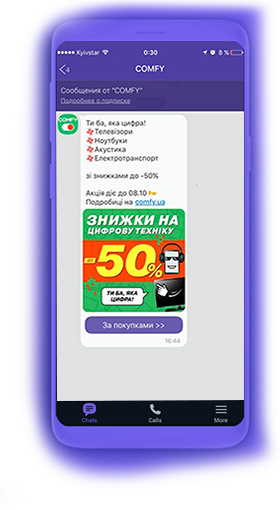 Kyivstar 0:30 8 %
4 COMFY
Сообщения от "COMFY"
Подробнее о подписке
COMFY
Ти ба, яка цифра!
Телевізори
Ноутбуки
Акустика
Електротранспорт
зі знижками до -50%
Акція діє до 08.10
Подробиці на comfy.ua
ЗНИЖКИ НА
ЦИФРОВУ ТЕХНІКУ
ДО -50%
ТИ БА, ЯКА
ЦИФРА!
За покупками >>
16:44
Chats Calls More